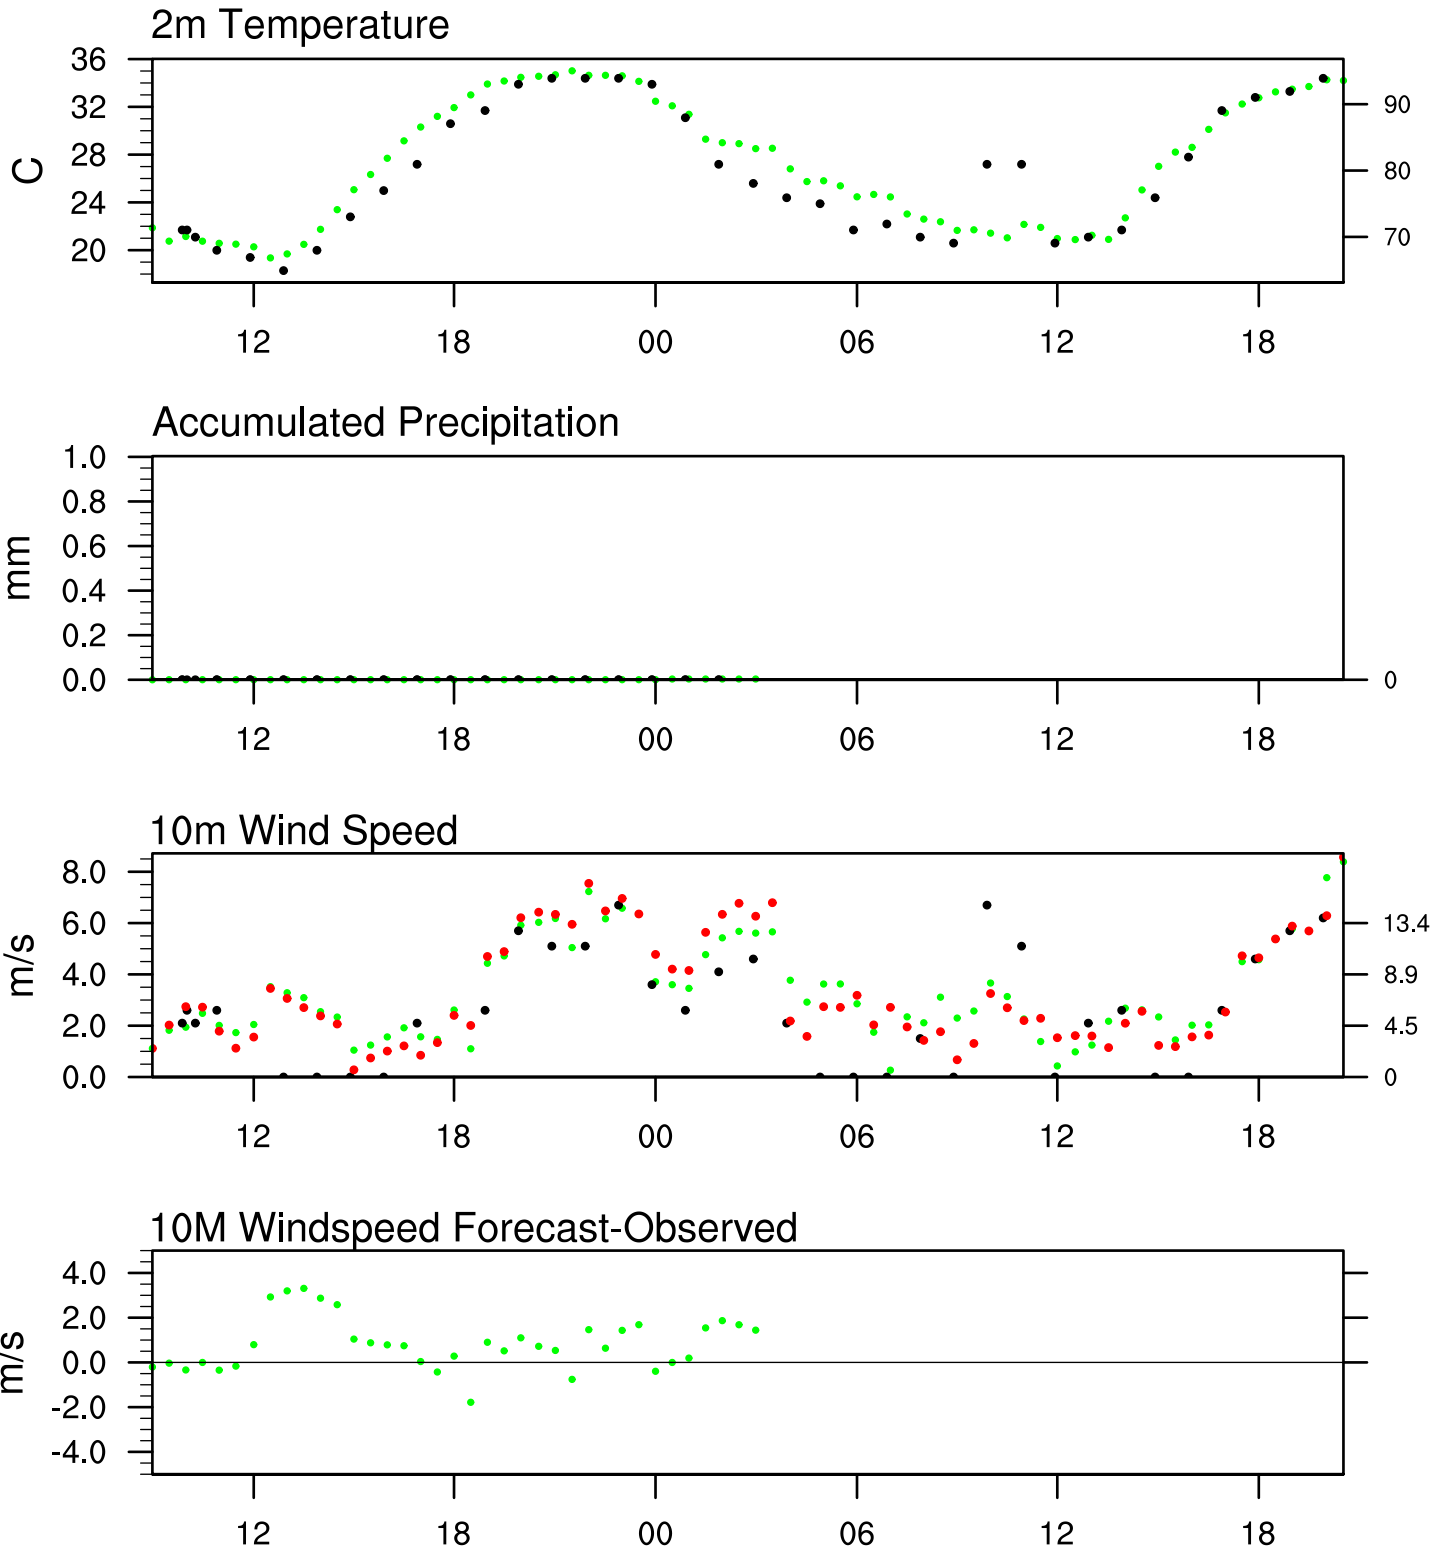 2m Temperature
36
32
28
24
20
C
90
80
70
12 18 00 06 12 18
Accumulated Precipitation
1.0
0.8
0.6
0.4
0.2
0.0
mm
0
12 18 00 06 12 18
10m Wind Speed
8.0
6.0
4.0
2.0
0.0
m/s
13.4
8.9
4.5
0
12 18 00 06 12 18
10M Windspeed Forecast-Observed
4.0
2.0
0.0
-2.0
-4.0
m/s
12 18 00 06 12 18